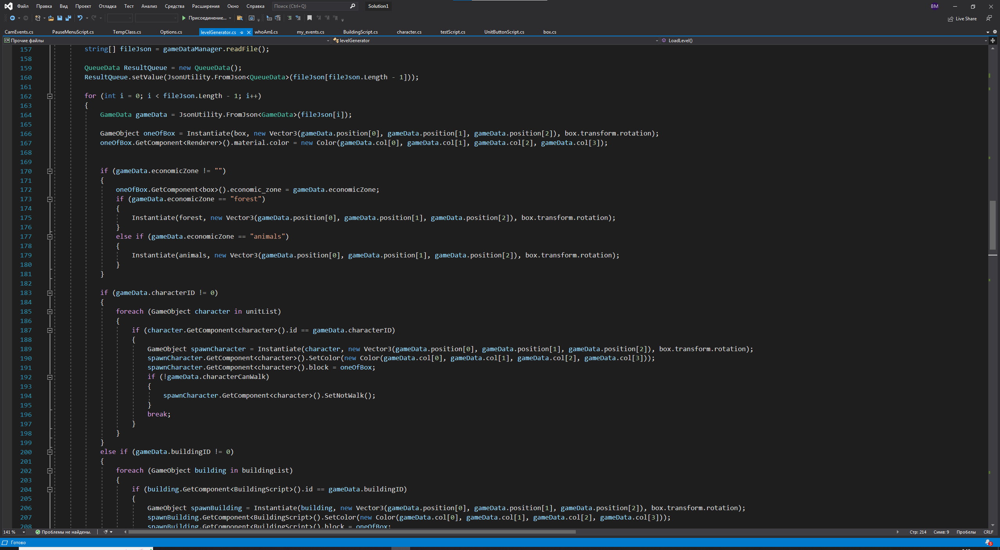 Файл Правка Вид Проект Отладка Тест Анализ Средства Расширения Окно Справка Поиск (Ctrl+Q) Solution1 BM
Присоединение... Live Share
CamEvents.cs PauseMenuScript.cs TempClass.cs Options.cs levelGenerator.cs whoAmI.cs my_events.cs BuildingScript.cs character.cs testScript.cs UnitButtonScript.cs box.cs
C# Прочие файлы levelGenerator LoadLevel()
157 string[] fileJson = gameDataManager.readFile();
158
159 QueueData ResultQueue = new QueueData();
160 ResultQueue.setValue(JsonUtility.FromJson<QueueData>(fileJson[fileJson.Length - 1]));
161
162 for (int i = 0; i < fileJson.Length - 1; i++)
163 {
164 GameData gameData = JsonUtility.FromJson<GameData>(fileJson[i]);
165
166 GameObject oneOfBox = Instantiate(box, new Vector3(gameData.position[0], gameData.position[1], gameData.position[2]), box.transform.rotation);
167 oneOfBox.GetComponent<Renderer>().material.color = new Color(gameData.col[0], gameData.col[1], gameData.col[2], gameData.col[3]);
168
169
170 if (gameData.economicZone != "")
171 {
172 oneOfBox.GetComponent<box>().economic_zone = gameData.economicZone;
173 if (gameData.economicZone == "forest")
174 {
175 Instantiate(forest, new Vector3(gameData.position[0], gameData.position[1], gameData.position[2]), box.transform.rotation);
176 }
177 else if (gameData.economicZone == "animals")
178 {
179 Instantiate(animals, new Vector3(gameData.position[0], gameData.position[1], gameData.position[2]), box.transform.rotation);
180 }
181 }
182
183 if (gameData.characterID != 0)
184 {
185 foreach (GameObject character in unitList)
186 {
187 if (character.GetComponent<character>().id == gameData.characterID)
188 {
189 GameObject spawnCharacter = Instantiate(character, new Vector3(gameData.position[0], gameData.position[1], gameData.position[2]), box.transform.rotation);
190 spawnCharacter.GetComponent<character>().SetColor(new Color(gameData.col[0], gameData.col[1], gameData.col[2], gameData.col[3]));
191 spawnCharacter.GetComponent<character>().block = oneOfBox;
192 if (!gameData.characterCanWalk)
193 {
194 spawnCharacter.GetComponent<character>().SetNotWalk();
195 }
196 break;
197 }
198 }
199 }
200 else if (gameData.buildingID != 0)
201 {
202 foreach (GameObject building in buildingList)
203 {
204 if (building.GetComponent<BuildingScript>().id == gameData.buildingID)
205 {
206 GameObject spawnBuilding = Instantiate(building, new Vector3(gameData.position[0], gameData.position[1], gameData.position[2]), box.transform.rotation);
207 spawnBuilding.GetComponent<BuildingScript>().SetColor(new Color(gameData.col[0], gameData.col[1], gameData.col[2], gameData.col[3]));
208 spawnBuilding.GetComponent<BuildingScript>().block = oneOfBox;
141 % Проблемы не найдены. Стр: 214 Симв: 9 Пробелы CRLF
Готово 3